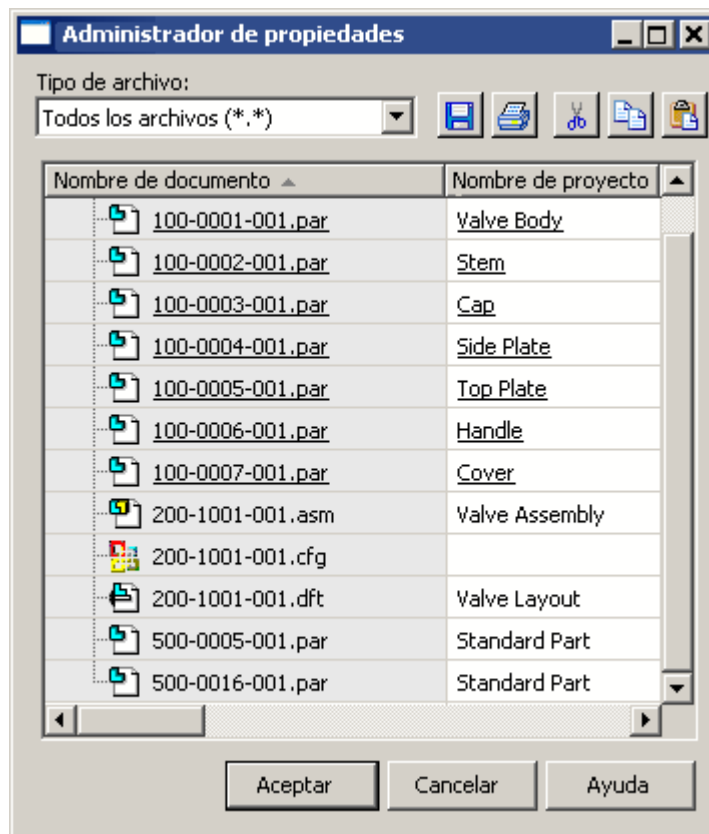 Administrador de propiedades
Tipo de archivo:
Todos los archivos (*.*)
Nombre de documento Nombre de proyecto
100-0001-001.par Valve Body
100-0002-001.par Stem
100-0003-001.par Cap
100-0004-001.par Side Plate
100-0005-001.par Top Plate
100-0006-001.par Handle
100-0007-001.par Cover
200-1001-001.asm Valve Assembly
200-1001-001.cfg
200-1001-001.dft Valve Layout
500-0005-001.par Standard Part
500-0016-001.par Standard Part
Aceptar Cancelar Ayuda